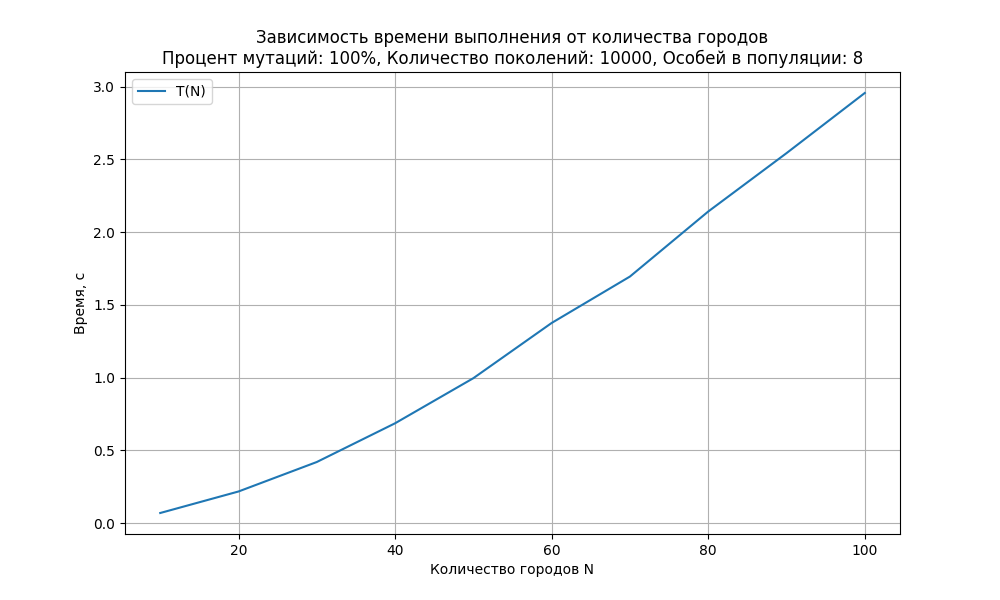 Зависимость времени выполнения от количества городов
Процент мутаций: 100%, Количество поколений: 10000, Особей в популяции: 8
T(N)
3.0
2.5
2.0
1.5
1.0
0.5
0.0
Время, с
20 40 60 80 100
Количество городов N